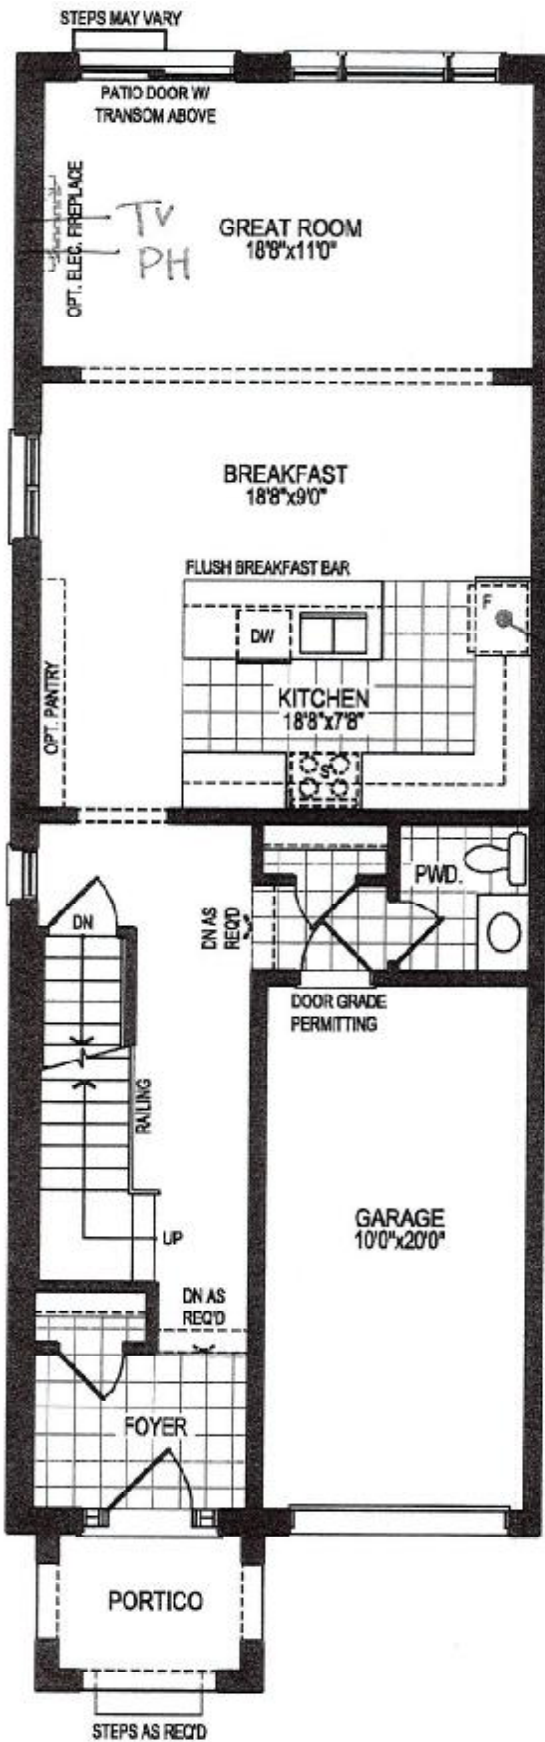 STEPS MAY VARY
PATIO DOOR W/
TRANSOM ABOVE
OPT. ELEC. FIREPLACE
TV
PH
GREAT ROOM
18'8"x11'0"
BREAKFAST
18'8"x9'0"
FLUSH BREAKFAST BAR
F
DW
OPT. PANTRY
KITCHEN
18'8"x7'8"
S
PWD.
DN
DN AS
REQ'D
DOOR GRADE
PERMITTING
RAILING
UP
GARAGE
10'0"x20'0"
DN AS
REQ'D
FOYER
PORTICO
STEPS AS REQ'D